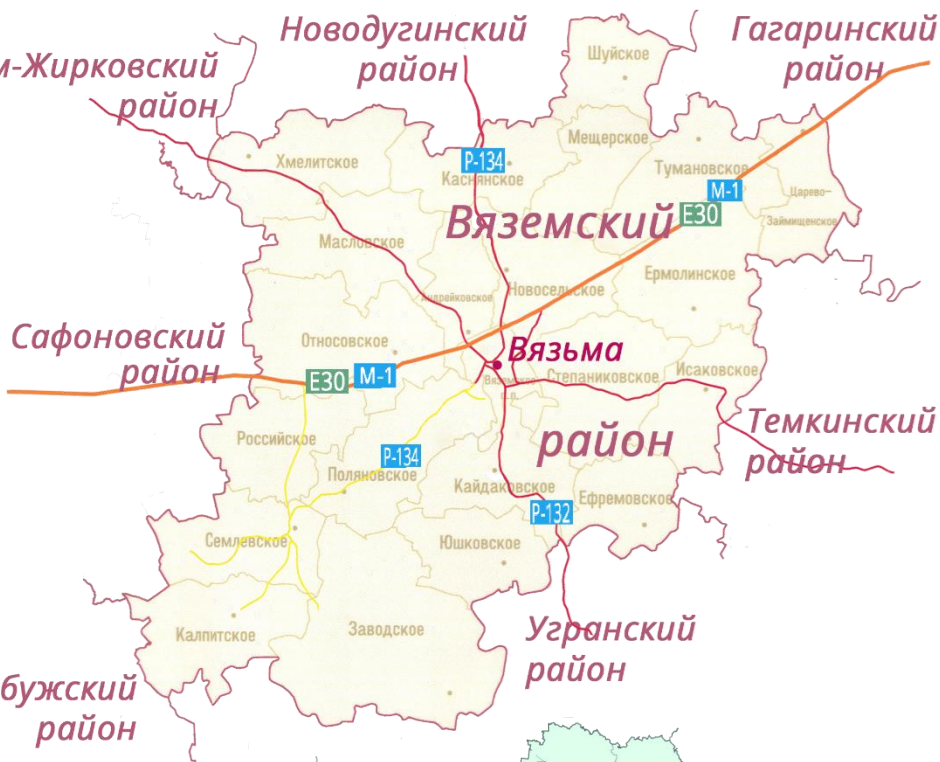 Новодугинский
район
Гагаринский
район
м-Жирковский
район
Шуйское
Мещерское
Хмелитское
Р-134
Каснянское
Тумановское
М-1
Царево-
Займищенское
Вяземский
Е30
Масловское
Ермолинское
Андрейковское
Новосельское
Сафоновский
район
Относовское
Вязьма
Е30
М-1
Вяземское
г.п.
Степаниковское
Исаковское
Темкинский
район
Российское
район
Р-134
Поляновское
Кайдаковское
Ефремовское
Р-132
Семлевское
Юшковское
Калпитское
Заводское
Угранский
район
бужский
район